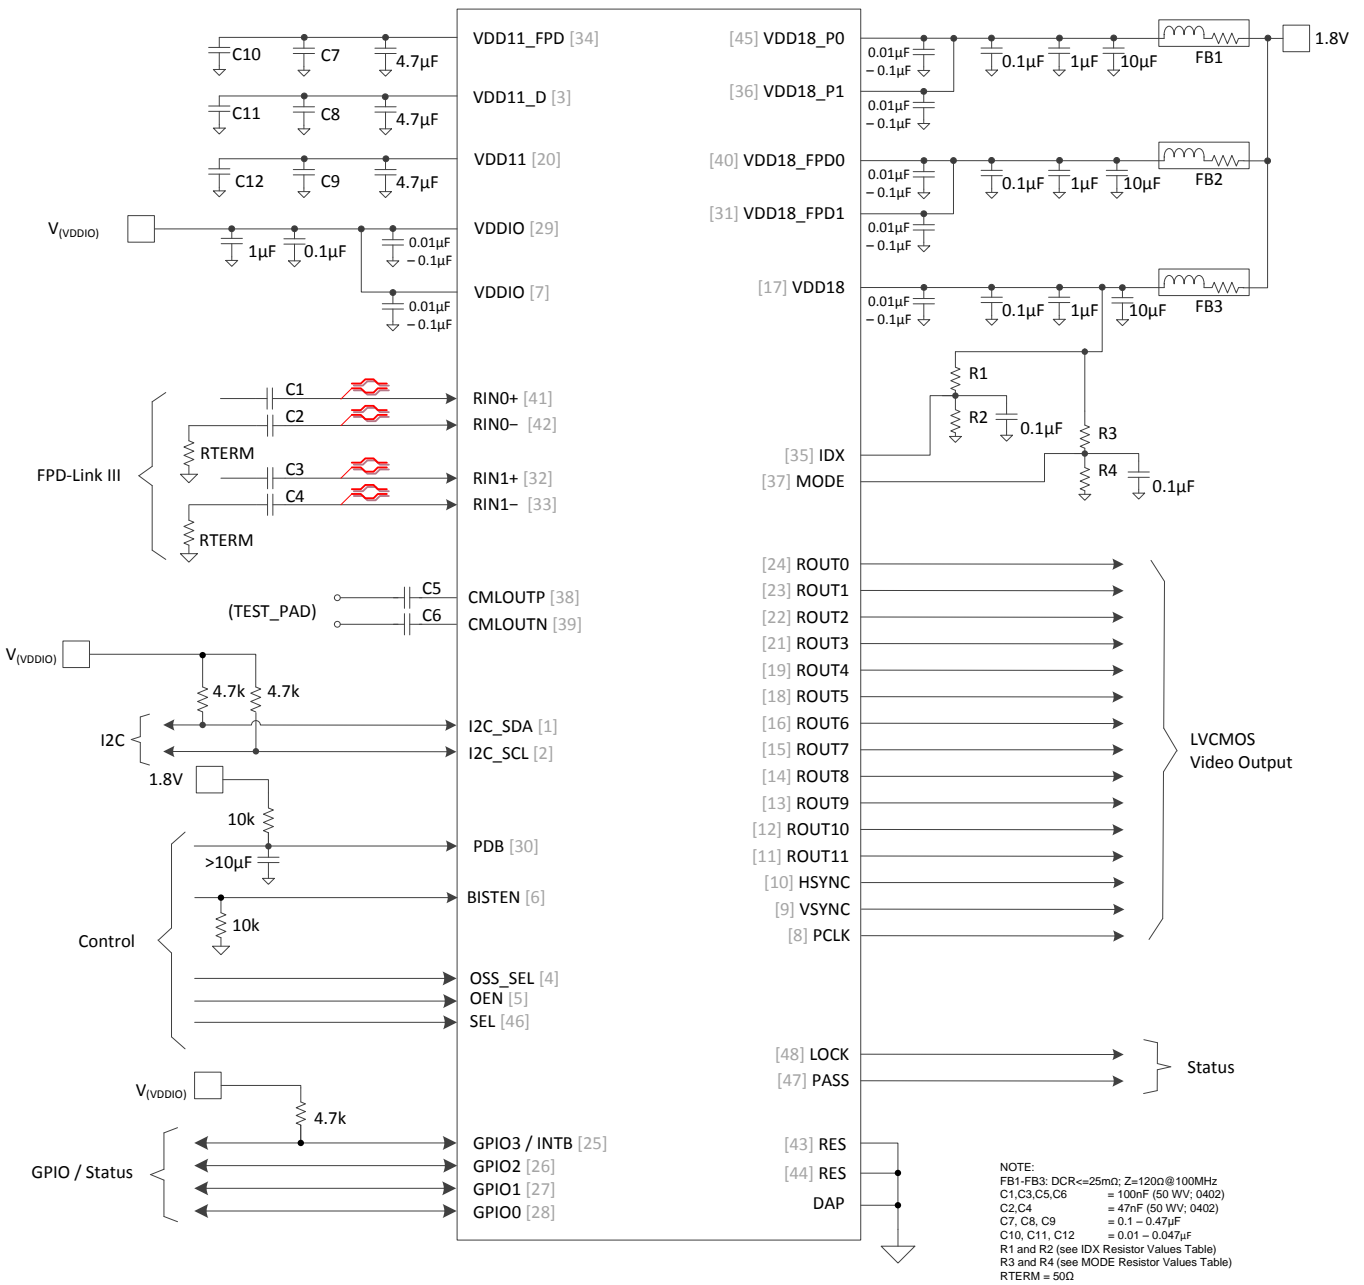 C10
C7
4.7µF
VDD11_FPD [34]
C11
C8
4.7µF
VDD11_D [3]
C12
C9
4.7µF
VDD11 [20]
V(VDDIO)
1µF
0.1µF
0.01µF
– 0.1µF
VDDIO [29]
0.01µF
– 0.1µF
VDDIO [7]
FPD-Link III
C1
RIN0+ [41]
C2
RIN0– [42]
RTERM
C3
RIN1+ [32]
C4
RIN1– [33]
RTERM
(TEST_PAD)
C5
CMLOUTP [38]
C6
CMLOUTN [39]
V(VDDIO)
4.7k
4.7k
I2C
I2C_SDA [1]
I2C_SCL [2]
1.8V
10k
>10µF
PDB [30]
BISTEN [6]
10k
Control
OSS_SEL [4]
OEN [5]
SEL [46]
V(VDDIO)
4.7k
GPIO / Status
GPIO3 / INTB [25]
GPIO2 [26]
GPIO1 [27]
GPIO0 [28]
[45] VDD18_P0
0.01µF
– 0.1µF
0.1µF
1µF
10µF
FB1
1.8V
[36] VDD18_P1
0.01µF
– 0.1µF
[40] VDD18_FPD0
0.01µF
– 0.1µF
0.1µF
1µF
10µF
FB2
[31] VDD18_FPD1
0.01µF
– 0.1µF
[17] VDD18
0.01µF
– 0.1µF
0.1µF
1µF
10µF
FB3
R1
R2
0.1µF
R3
R4
0.1µF
[35] IDX
[37] MODE
[24] ROUT0
[23] ROUT1
[22] ROUT2
[21] ROUT3
[19] ROUT4
[18] ROUT5
[16] ROUT6
[15] ROUT7
[14] ROUT8
[13] ROUT9
[12] ROUT10
[11] ROUT11
[10] HSYNC
[9] VSYNC
[8] PCLK
LVCMOS
Video Output
[48] LOCK
[47] PASS
Status
[43] RES
[44] RES
DAP
NOTE:
FB1-FB3: DCR<=25mΩ; Z=120Ω@100MHz
C1,C3,C5,C6 = 100nF (50 WV; 0402)
C2,C4 = 47nF (50 WV; 0402)
C7, C8, C9 = 0.1 – 0.47µF
C10, C11, C12 = 0.01 – 0.047µF
R1 and R2 (see IDX Resistor Values Table)
R3 and R4 (see MODE Resistor Values Table)
RTERM = 50Ω